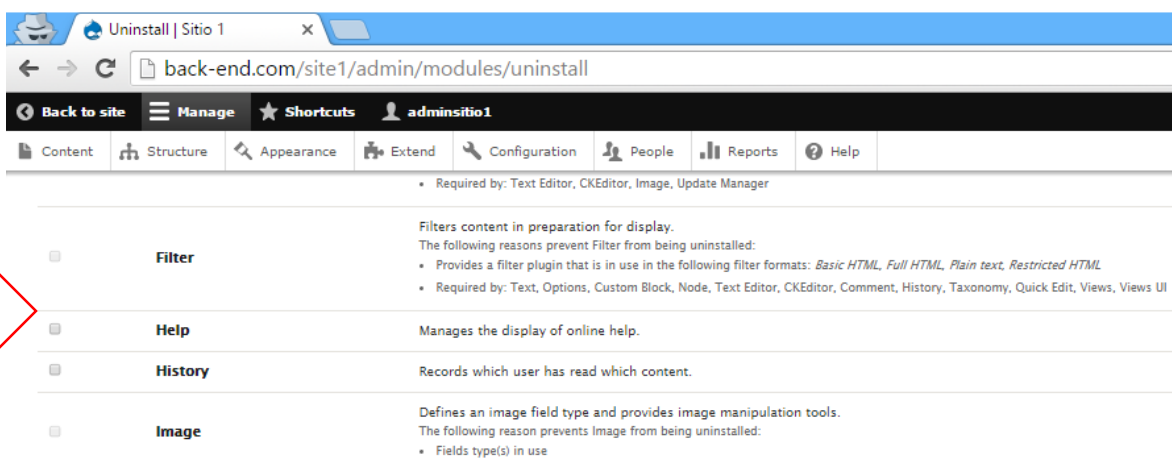 Uninstall | Sitio 1
back-end.com/site1/admin/modules/uninstall
Back to site Manage Shortcuts adminsitio1
Content Structure Appearance Extend Configuration People Reports Help
• Required by: Text Editor, CKEditor, Image, Update Manager
Filters content in preparation for display.
The following reasons prevent Filter from being uninstalled:
Filter
• Provides a filter plugin that is in use in the following filter formats: Basic HTML, Full HTML, Plain text, Restricted HTML
• Required by: Text, Options, Custom Block, Node, Text Editor, CKEditor, Comment, History, Taxonomy, Quick Edit, Views, Views UI
Help Manages the display of online help.
History Records which user has read which content.
Defines an image field type and provides image manipulation tools.
Image The following reason prevents Image from being uninstalled:
• Fields type(s) in use